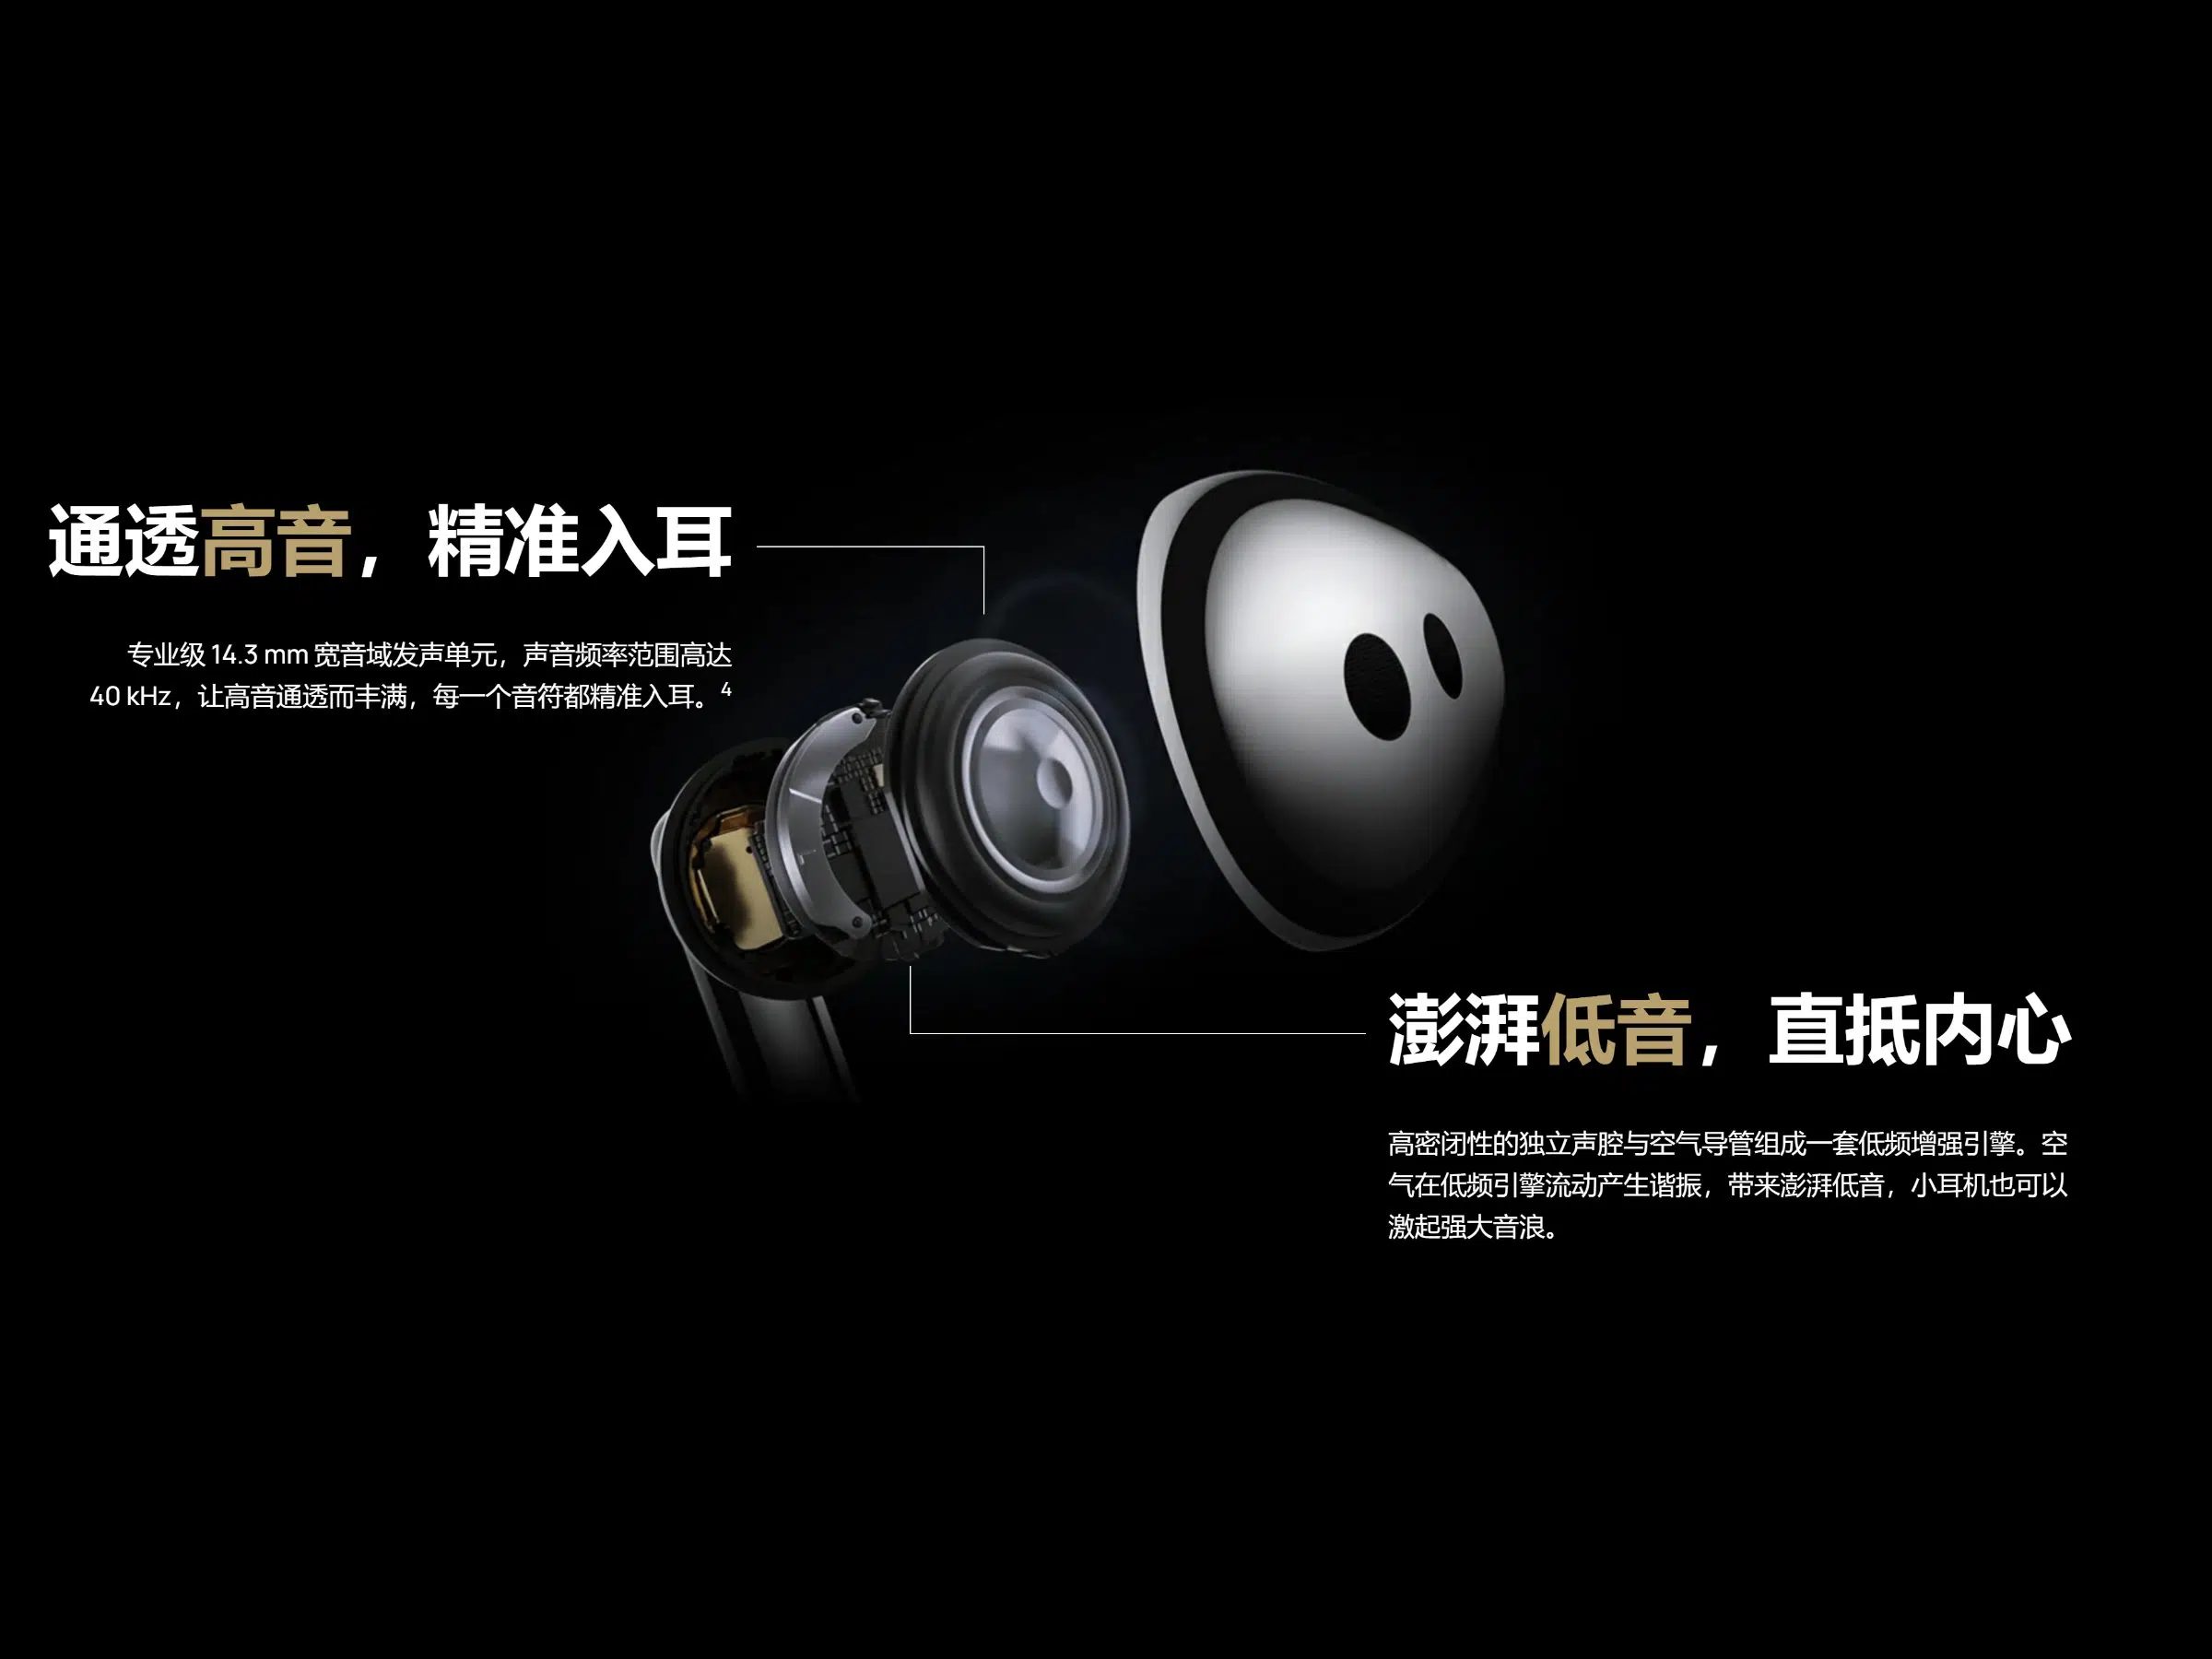 通透高音，精准入耳
专业级 14.3 mm 宽音域发声单元，声音频率范围高达
40 kHz，让高音通透而丰满，每一个音符都精准入耳。4
澎湃低音，直抵内心
高密闭性的独立声腔与空气导管组成一套低频增强引擎。空
气在低频引擎流动产生谐振，带来澎湃低音，小耳机也可以
激起强大音浪。